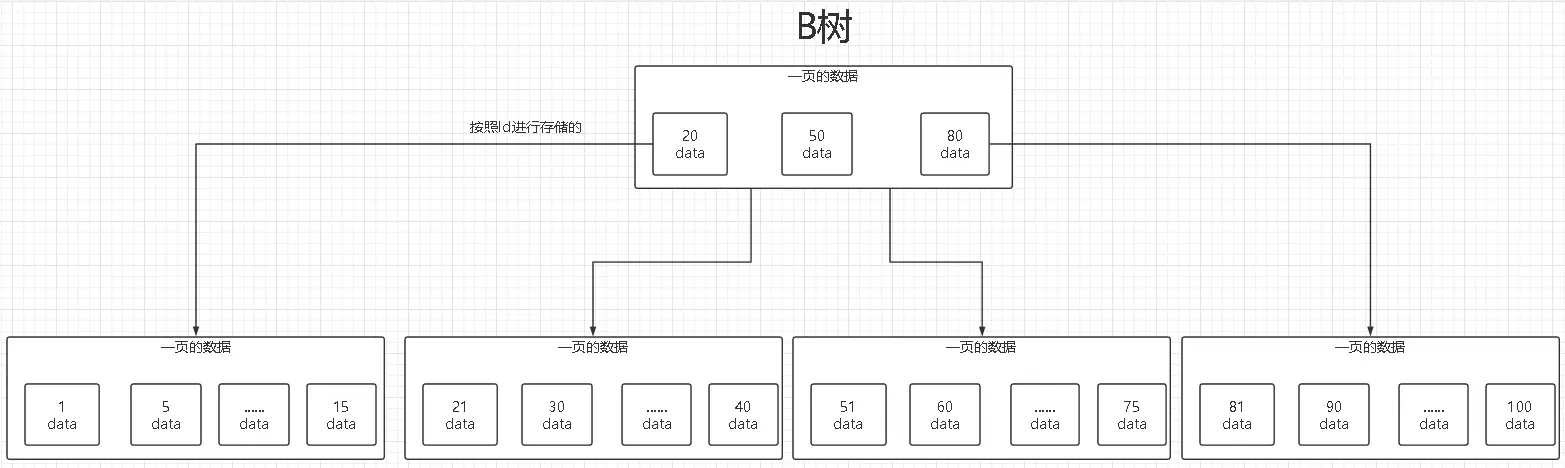 B树
一页的数据
按照Id进行存储的
20
data
50
data
80
data
一页的数据
1
data
5
data
......
data
15
data
一页的数据
21
data
30
data
......
data
40
data
一页的数据
51
data
60
data
......
data
75
data
一页的数据
81
data
90
data
......
data
100
data